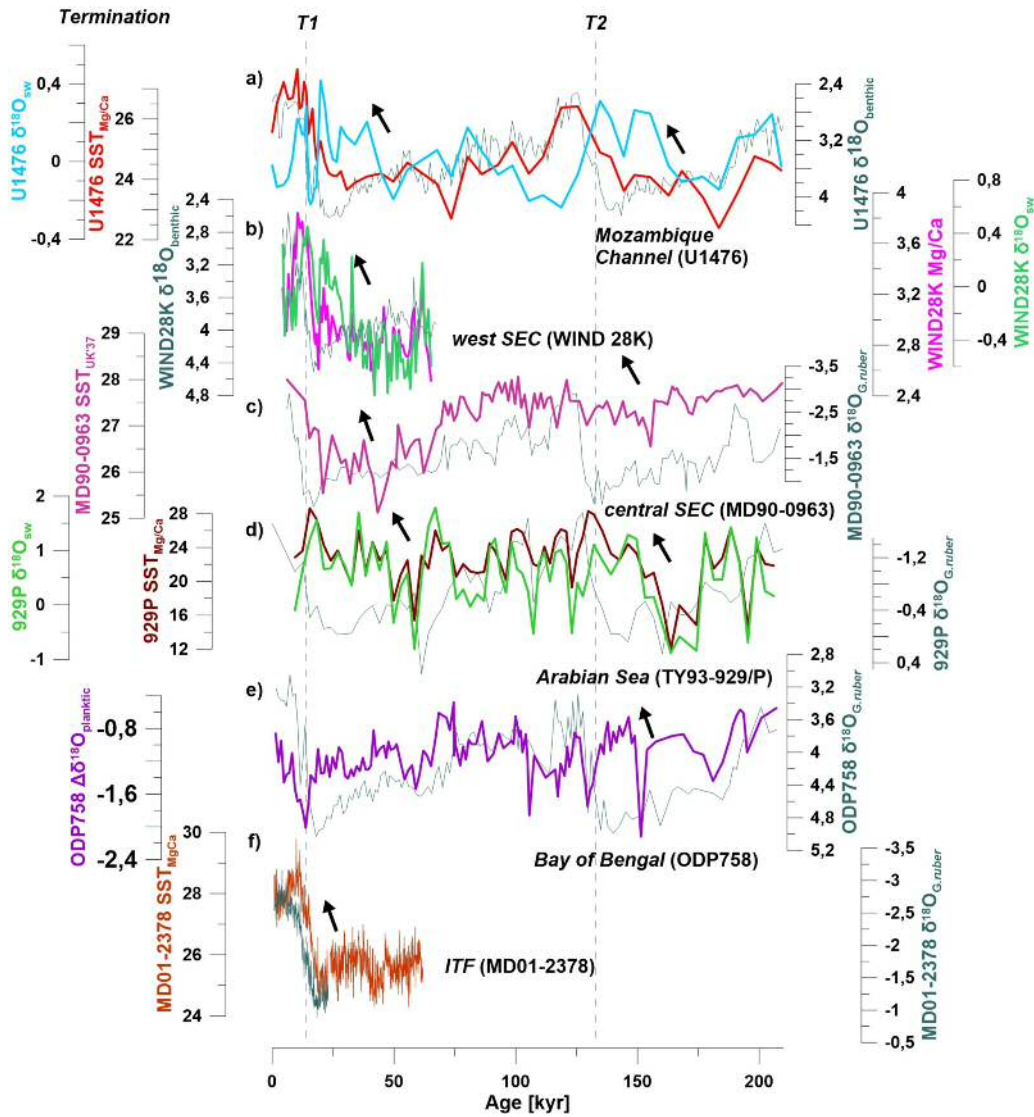 Termination
T1
T2
a)
U1476 δ¹⁸Osw
0,4
0
-0,4
U1476 SSTMg/Ca
26
24
22
2,4
3,2
4
U1476 δ¹⁸Obenthic
Mozambique
Channel (U1476)
b)
WIND28K δ¹⁸Obenthic
2,4
2,8
3,2
3,6
4
4,4
4,8
4
3,6
3,2
2,8
2,4
WIND28K Mg/Ca
0,8
0,4
0
-0,4
WIND28K δ¹⁸Osw
west SEC (WIND 28K)
c)
MD90-0963 SSTUK'37
29
28
27
26
25
-3,5
-2,5
-1,5
MD90-0963 δ¹⁸OG.ruber
central SEC (MD90-0963)
d)
929P δ¹⁸Osw
2
1
0
-1
929P SSTMg/Ca
28
24
20
16
12
-1,2
-0,4
0,4
929P δ¹⁸OG.ruber
Arabian Sea (TY93-929/P)
e)
ODP758 Δδ¹⁸Oplanktic
-0.8
-1,6
-2,4
2,8
3,2
3,6
4
4,4
4,8
5,2
ODP758 δ¹⁸OG.ruber
Bay of Bengal (ODP758)
f)
MD01-2378 SSTMgCa
30
28
26
24
-3,5
-3
-2,5
-2
-1,5
-1
-0,5
MD01-2378 δ¹⁸OG.ruber
ITF (MD01-2378)
0
50
100
150
200
Age [kyr]